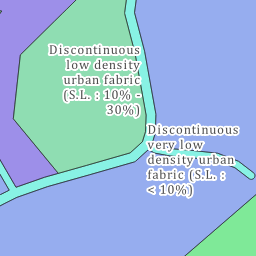 Discontinuous
low density
urban fabric
(S.L. : 10% -
30%)
Discontinuous
very low
density urban
fabric (S.L. :
< 10%)